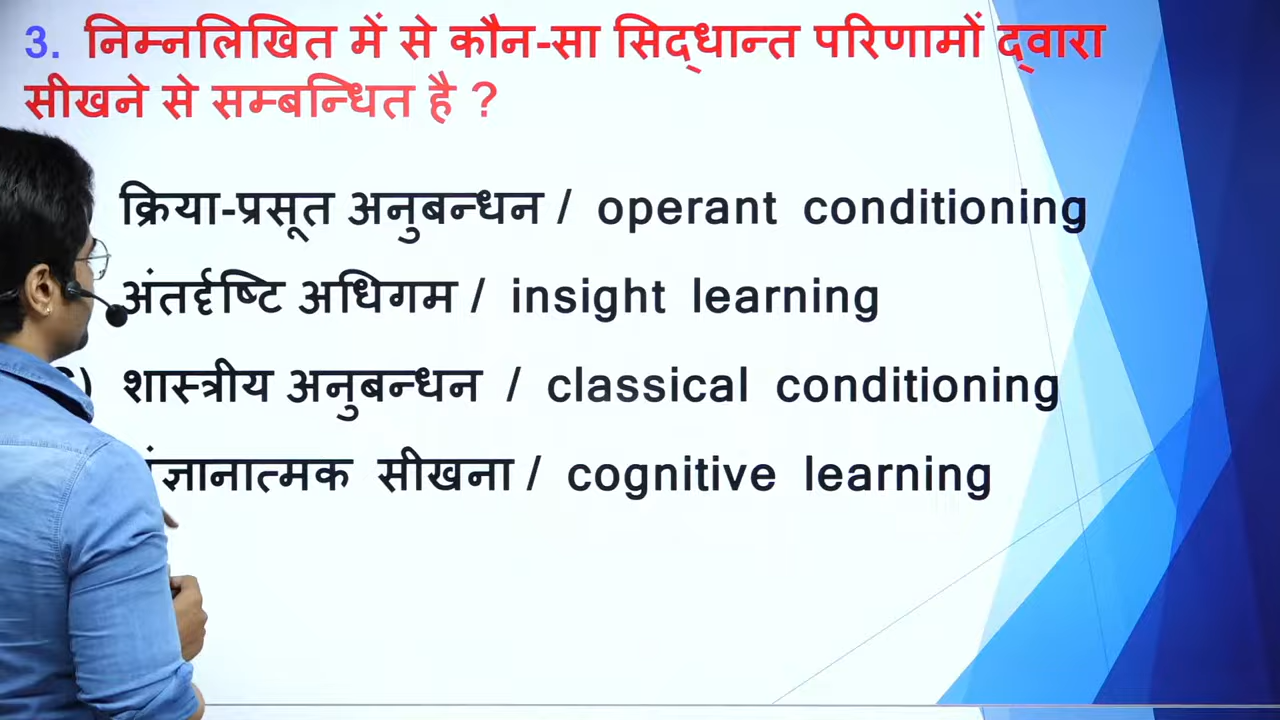 3. निम्नलिखित में से कौन-सा सिद्धान्त परिणामों द्वारा
सीखने से सम्बन्धित है ?
क्रिया-प्रसूत अनुबन्धन / operant conditioning
अंतर्दृष्टि अधिगम / insight learning
शास्त्रीय अनुबन्धन / classical conditioning
सीखना / cognitive learning